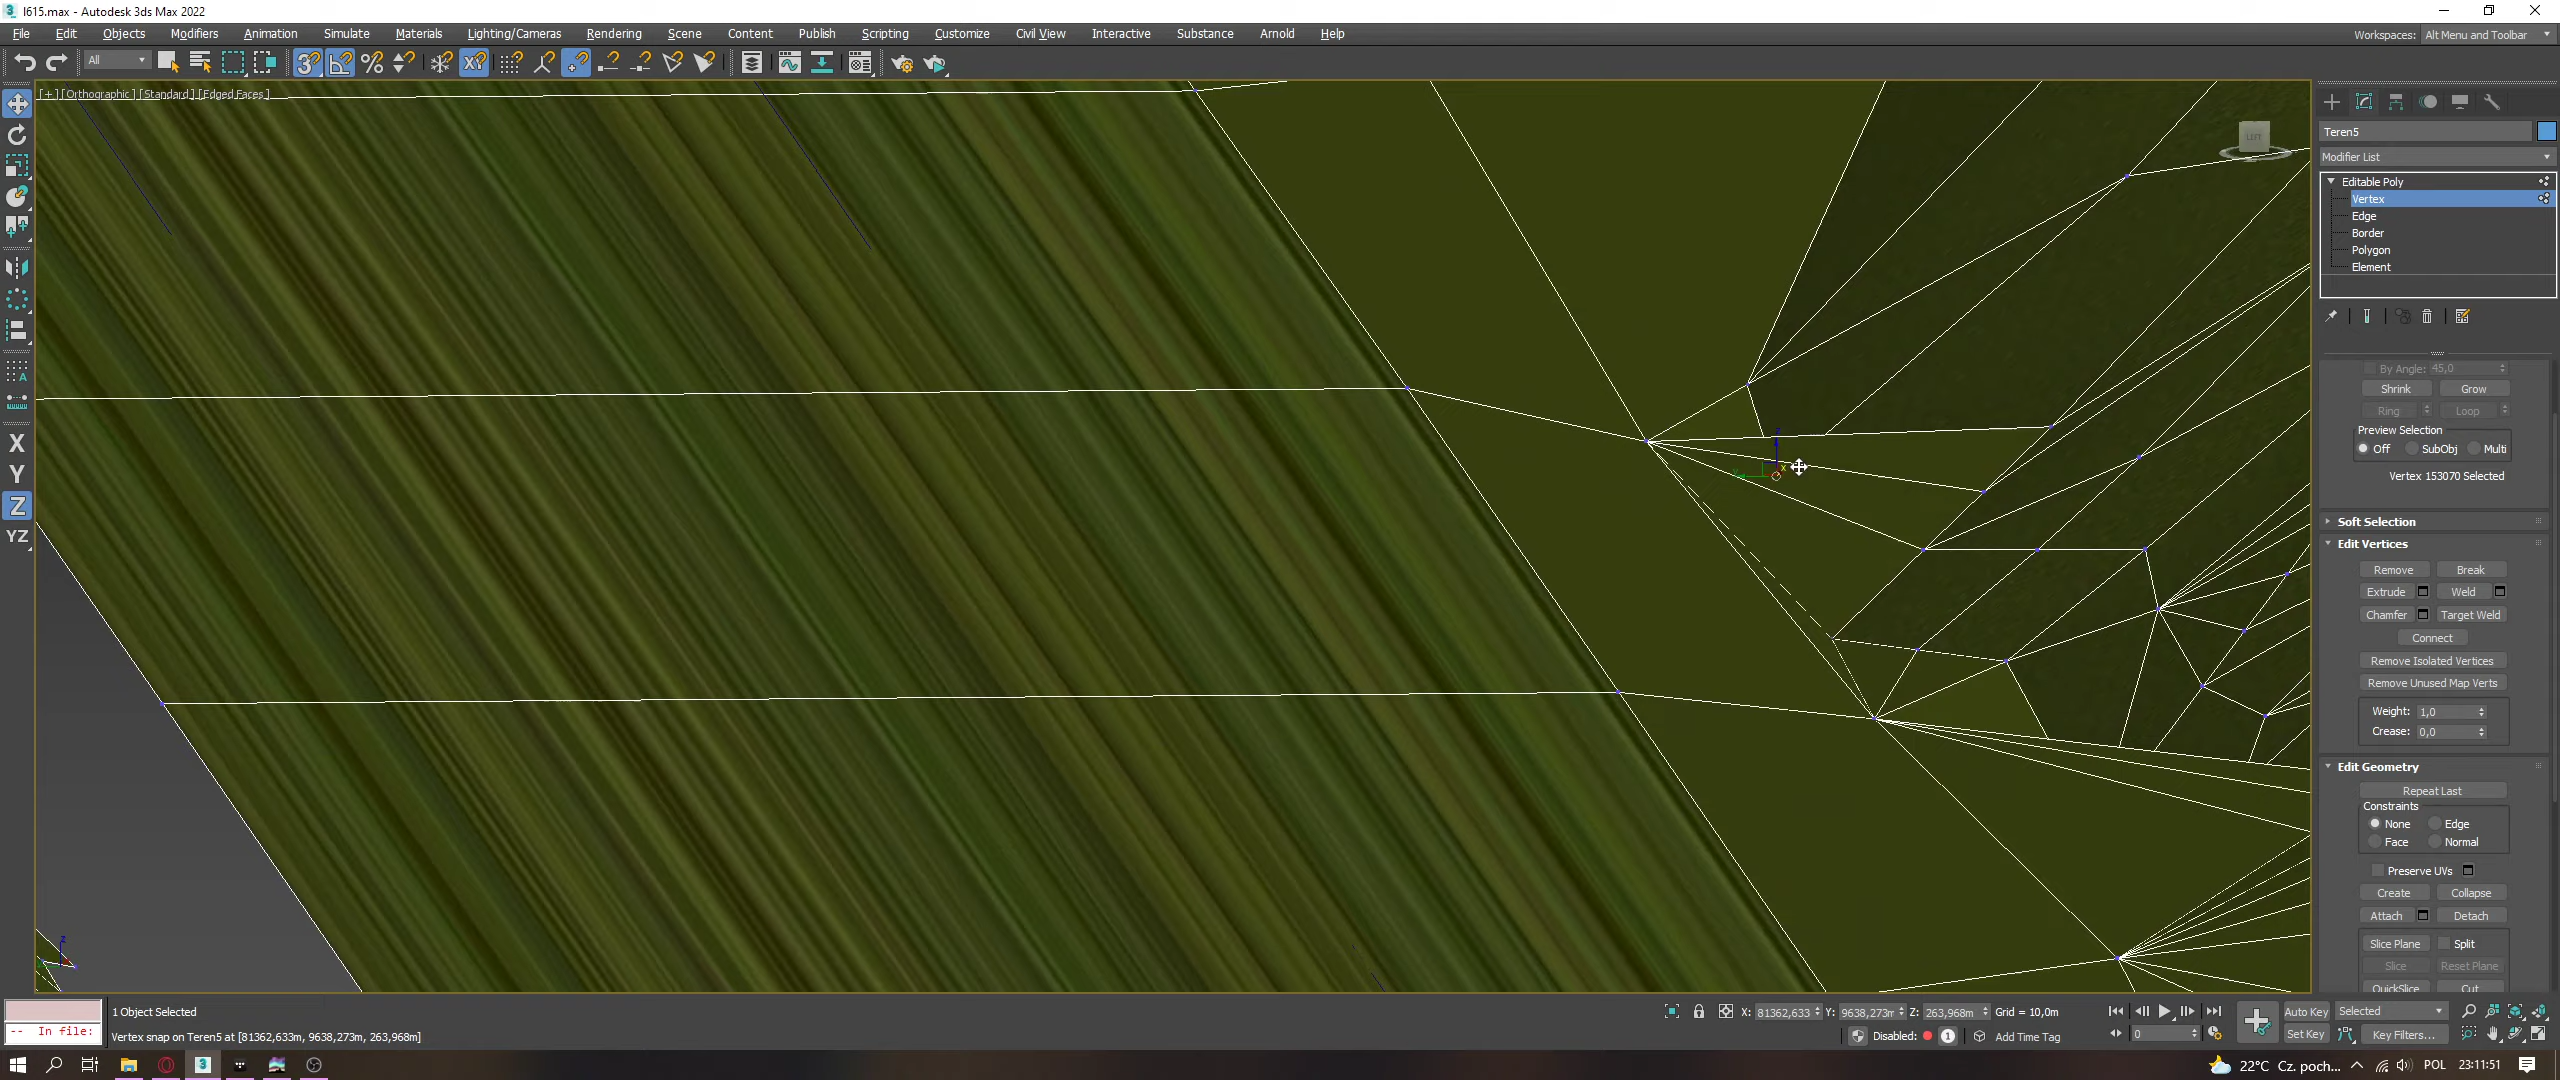 l615.max - Autodesk 3ds Max 2022
File Edit Objects Modifiers Animation Simulate Materials Lighting/Cameras Rendering Scene Content Publish Scripting Customize Civil View Interactive Substance Arnold Help
Workspaces: Alt Menu and Toolbar
All
[+] [Orthographic ] [Standard ] [Edged Faces ]
LEFT
Teren5
Modifier List
Editable Poly
Vertex
Edge
Border
Polygon
Element
X
Y
Z
YZ
By Angle: 45,0
Shrink Grow
Ring Loop
Preview Selection
Off SubObj Multi
Vertex 153070 Selected
Soft Selection
Edit Vertices
Remove Break
Extrude Weld
Chamfer Target Weld
Connect
Remove Isolated Vertices
Remove Unused Map Verts
Weight: 1,0
Crease: 0,0
Edit Geometry
Repeat Last
Constraints
None Edge
Face Normal
Preserve UVs
Create Collapse
Attach Detach
Slice Plane Split
Slice Reset Plane
QuickSlice Cut
z
x
z
1 Object Selected
X: 81362,633 Y: 9638,273m Z: 263,968m Grid = 10,0m
Auto Key Selected
-- In file:
Vertex snap on Teren5 at [81362,633m, 9638,273m, 263,968m]
Disabled: 1 Add Time Tag
0
Set Key Key Filters...
22°C Cz. poch... POL 23:11:51